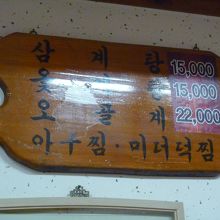 삼 계 탕 15,000
옻 15,000
오 골 계 22,000
아구찜·미더덕찜